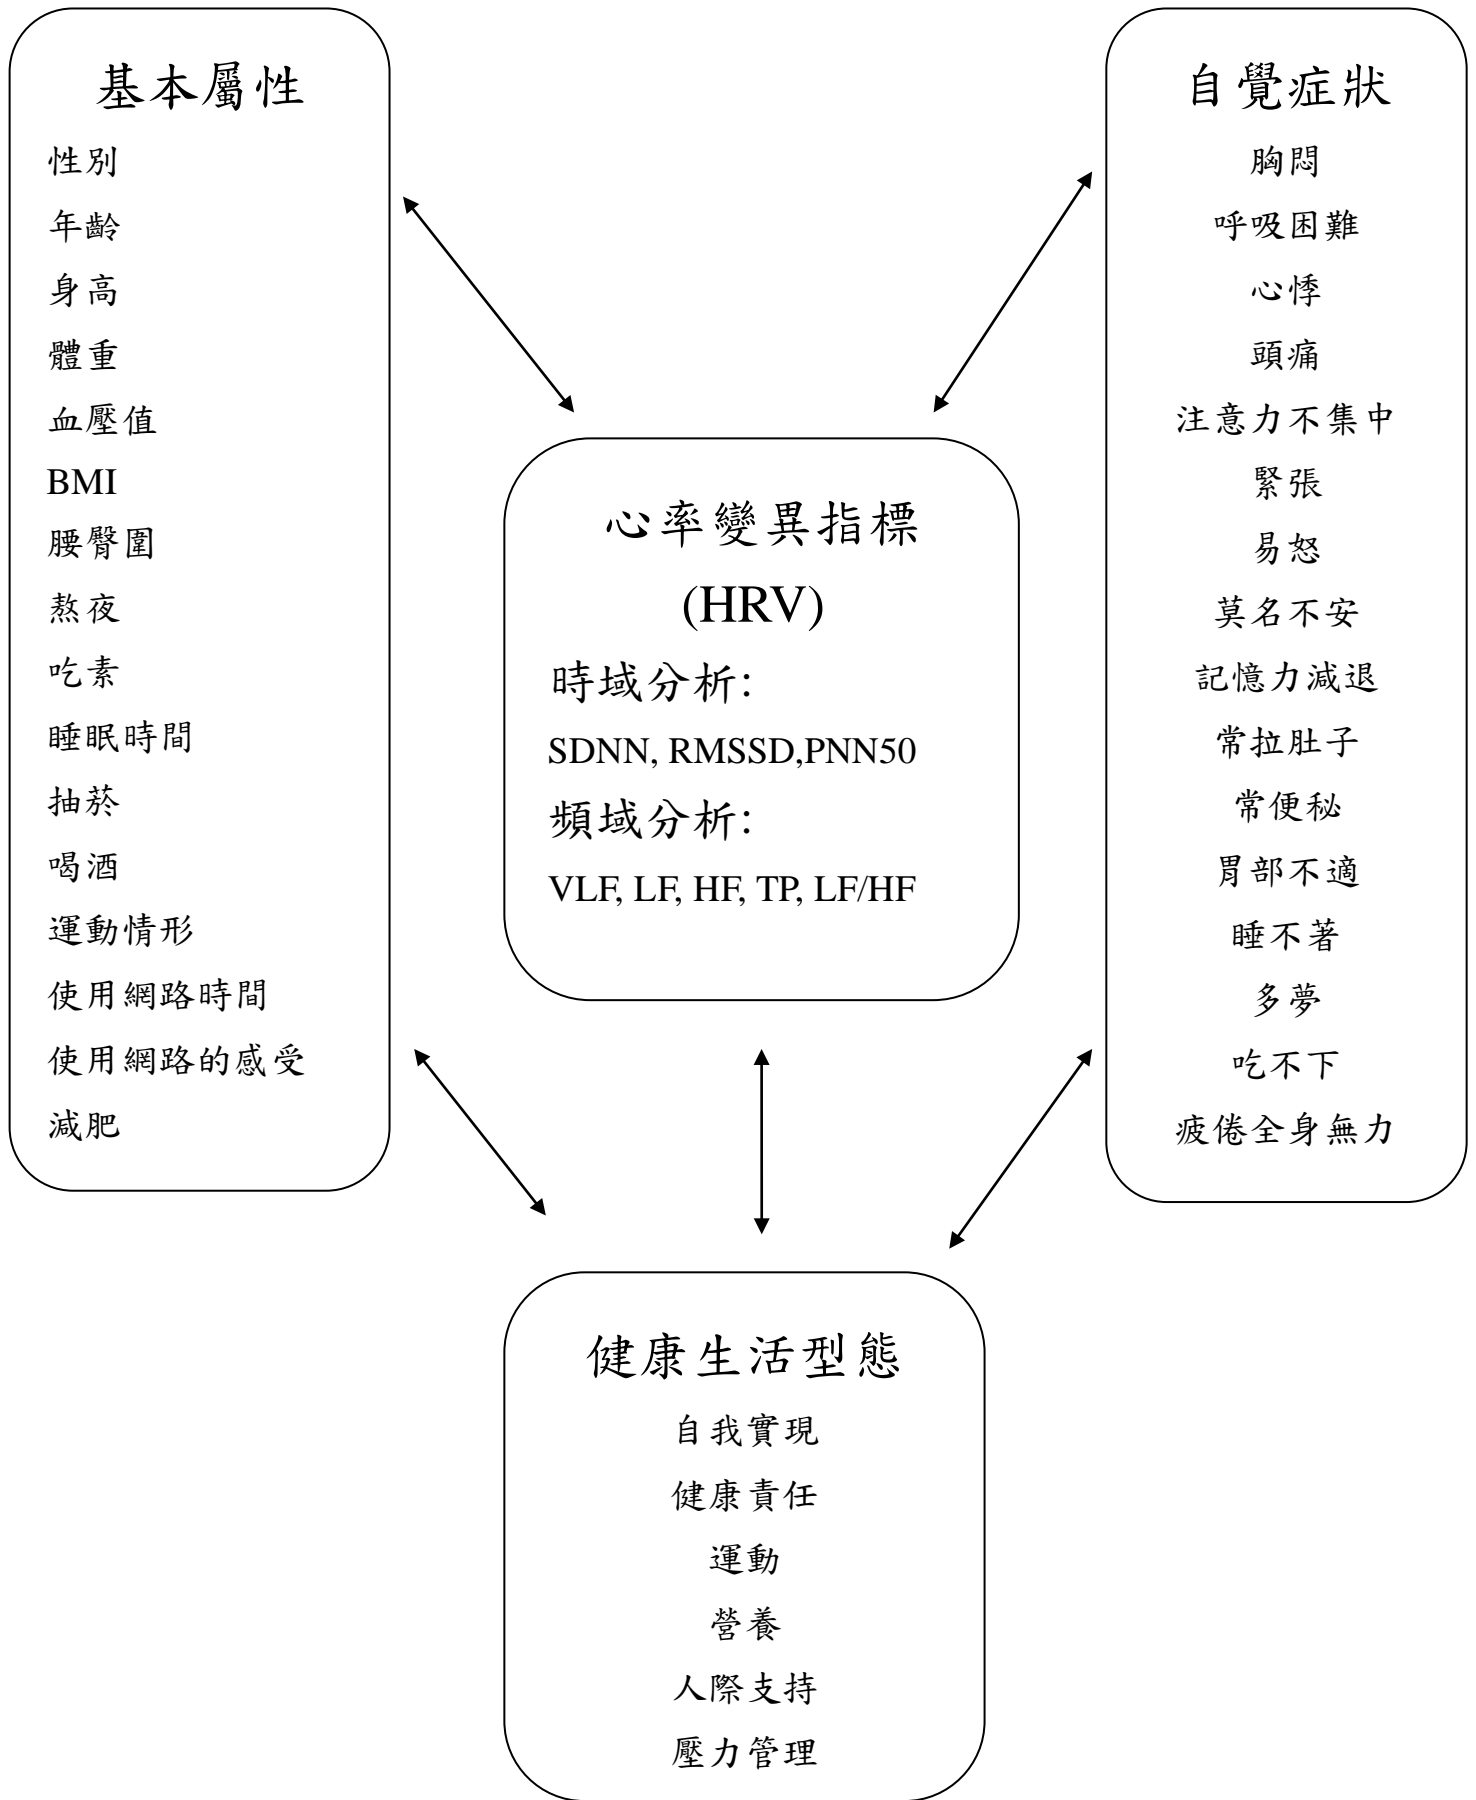 基本屬性
性別
年齡
身高
體重
血壓值
BMI
腰臀圍
熬夜
吃素
睡眠時間
抽菸
喝酒
運動情形
使用網路時間
使用網路的感受
減肥
心率變異指標
(HRV)
時域分析:
SDNN, RMSSD,PNN50
頻域分析:
VLF, LF, HF, TP, LF/HF
自覺症狀
胸悶
呼吸困難
心悸
頭痛
注意力不集中
緊張
易怒
莫名不安
記憶力減退
常拉肚子
常便秘
胃部不適
睡不著
多夢
吃不下
疲倦全身無力
健康生活型態
自我實現
健康責任
運動
營養
人際支持
壓力管理